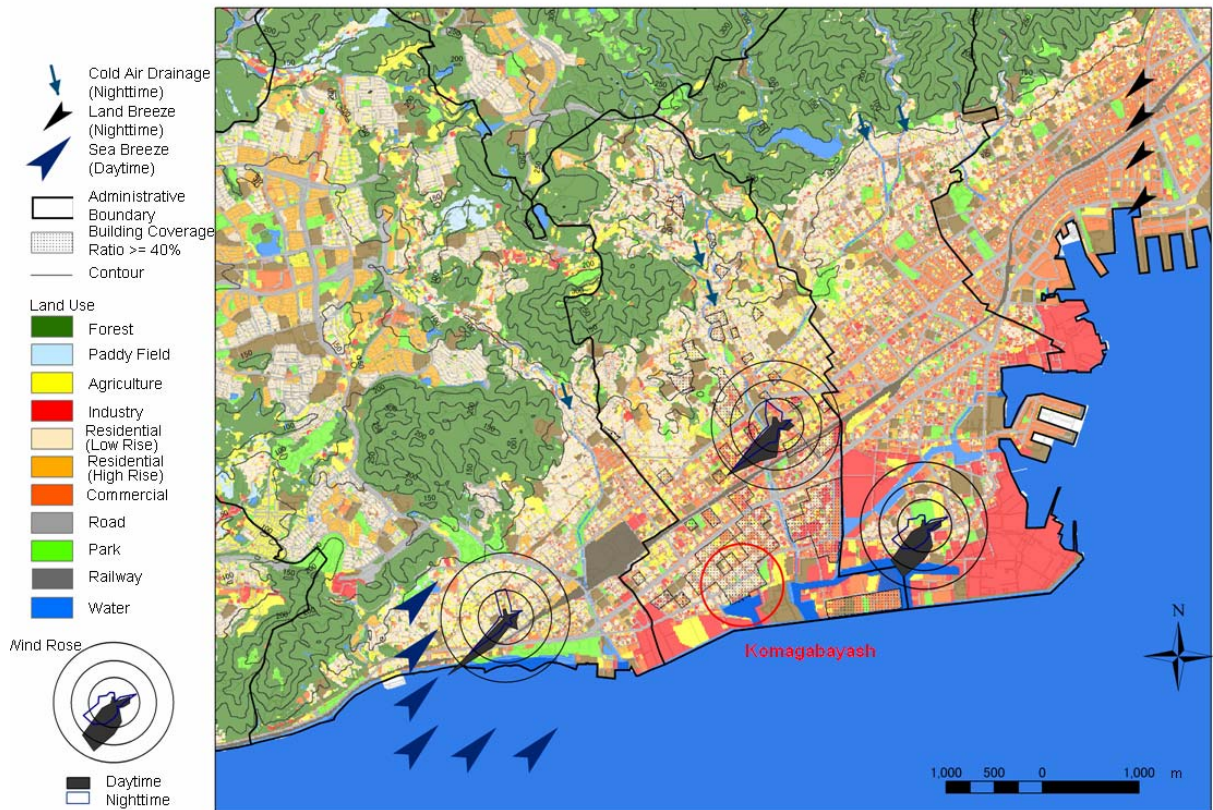 Cold Air Drainage
(Nighttime)
Land Breeze
(Nighttime)
Sea Breeze
(Daytime)
Administrative
Boundary
Building Coverage
Ratio >= 40%
Contour
Land Use
Forest
Paddy Field
Agriculture
Industry
Residential
(Low Rise)
Residential
(High Rise)
Commercial
Road
Park
Railway
Water
Wind Rose
Daytime
Nighttime
Komagabayash
N
1,000 500 0 1,000 m